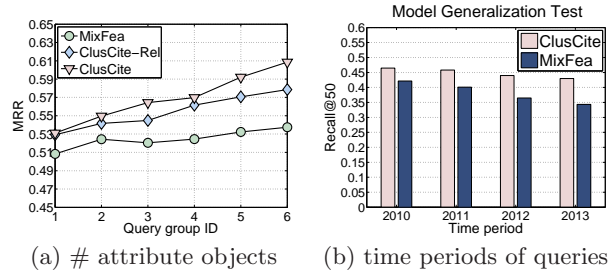 MixFea
ClusCite-Rel
ClusCite
MRR
0.65
0.63
0.61
0.59
0.57
0.55
0.53
0.51
0.49
0.47
0.45
1 2 3 4 5 6
Query group ID
(a) # attribute objects
Model Generalization Test
ClusCite
MixFea
Recall@50
0.6
0.55
0.5
0.45
0.4
0.35
0.3
0.25
0.2
0.15
0.1
0.05
0
2010 2011 2012 2013
Time period
(b) time periods of queries